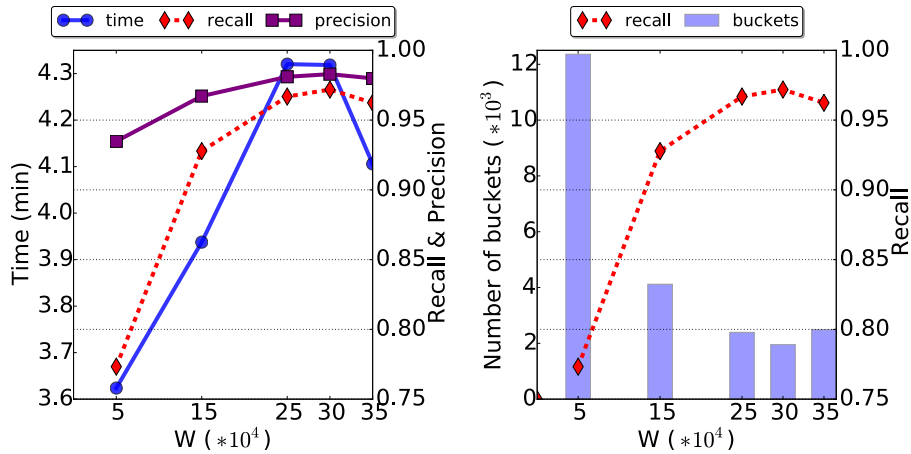 time recall precision
recall buckets
4.3
4.2
4.1
4.0
3.9
3.8
3.7
3.6
Time (min)
1.00
0.95
0.90
0.85
0.80
0.75
Recall & Precision
5 15 25 30 35
W (*10^4)
12
10
8
6
4
2
0
Number of buckets (*10^3)
1.00
0.95
0.90
0.85
0.80
0.75
Recall
5 15 25 30 35
W (*10^4)